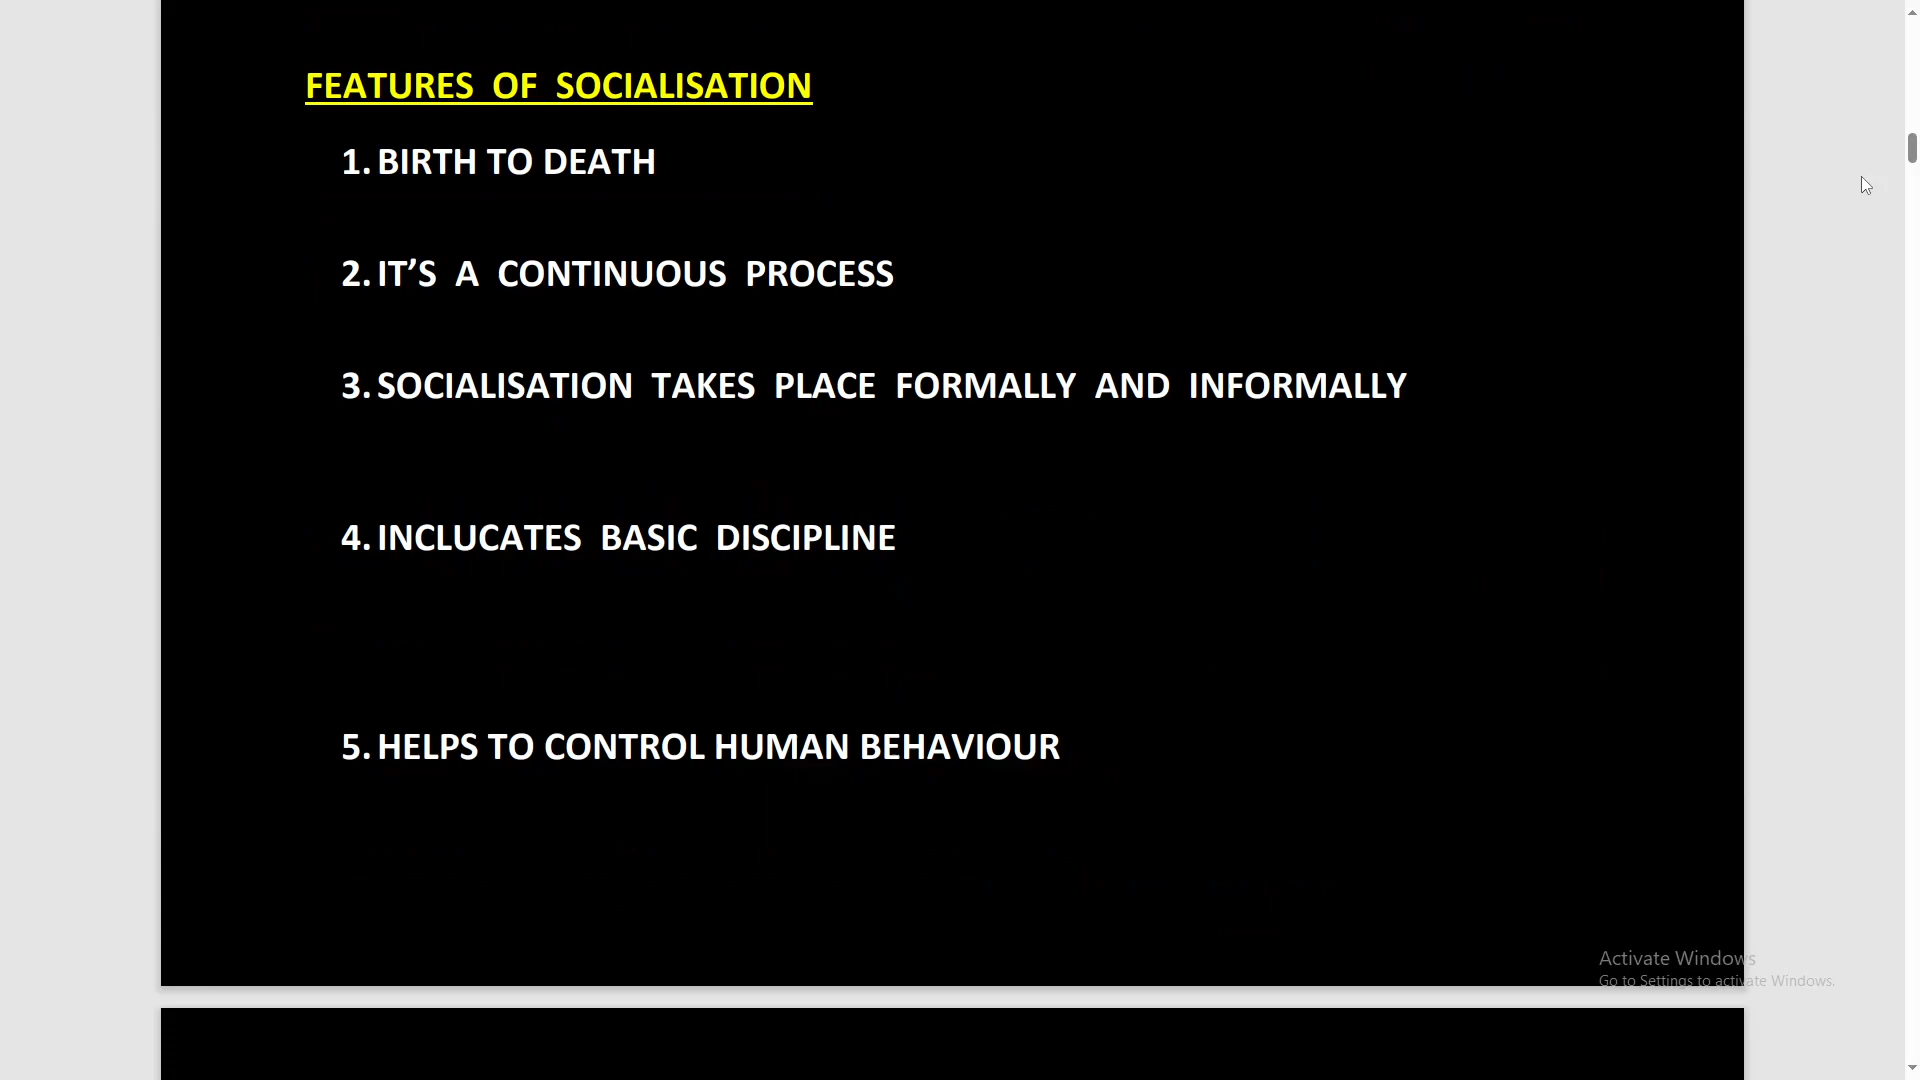 FEATURES OF SOCIALISATION
1. BIRTH TO DEATH
2. IT’S A CONTINUOUS PROCESS
3. SOCIALISATION TAKES PLACE FORMALLY AND INFORMALLY
4. INCLUCATES BASIC DISCIPLINE
5. HELPS TO CONTROL HUMAN BEHAVIOUR
Activate Windows
Go to Settings to activate Windows.